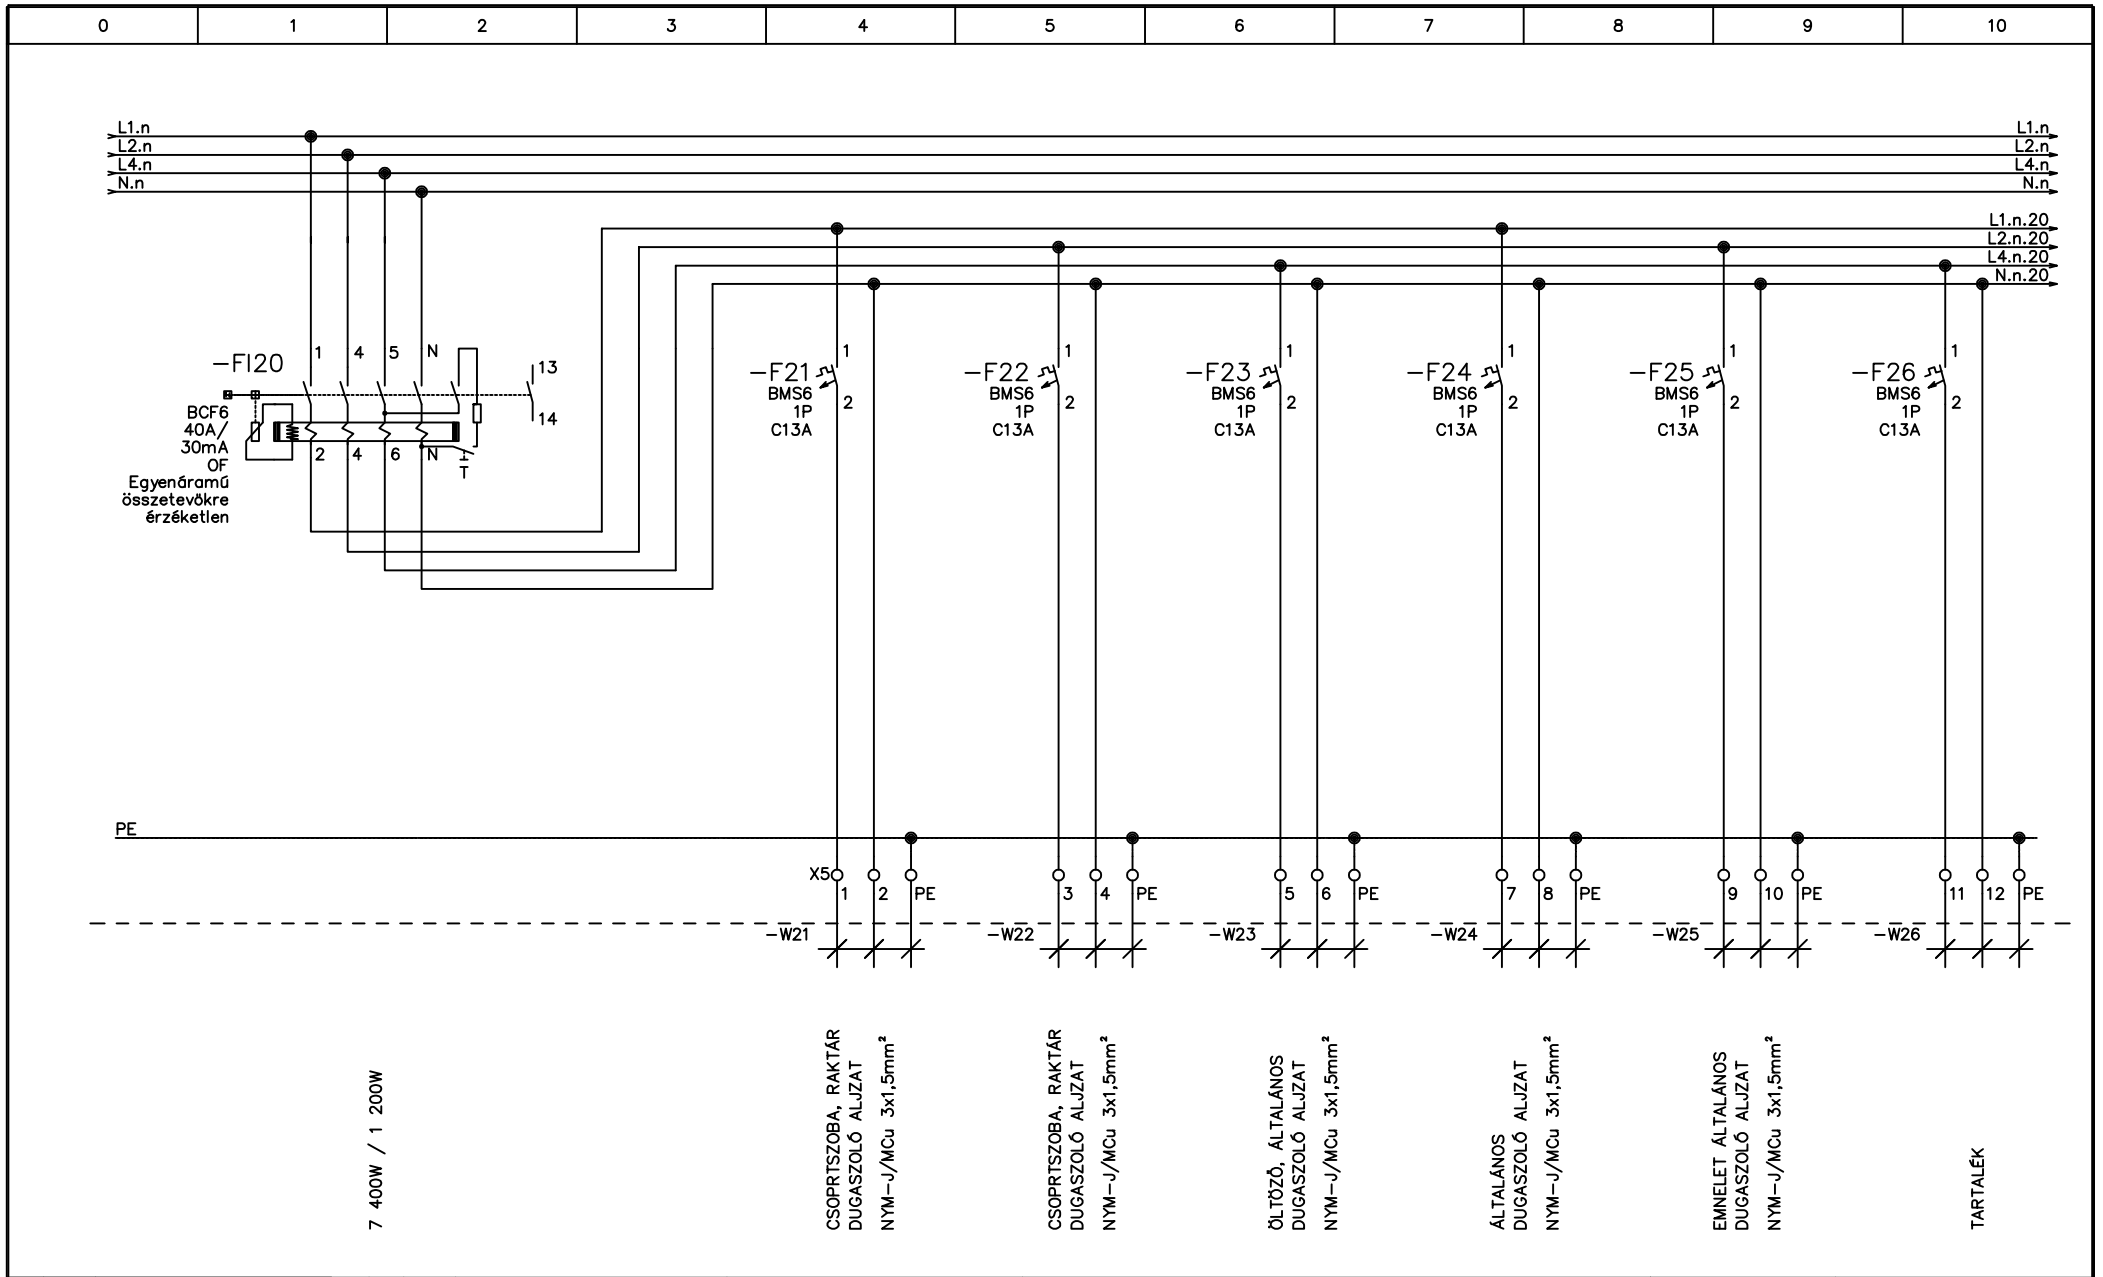 0 1 2 3 4 5 6 7 8 9 10
L1.n L1.n
L2.n L2.n
L4.n L4.n
N.n N.n
L1.n.20
L2.n.20
L4.n.20
N.n.20
-FI20
1 4 5 N
13
14
BCF6
40A/
30mA
OF
Egyenáramú
összetevőkre
érzéketlen
2 4 6 N
T
-F21
BMS6
1P
C13A
1
2
-F22
BMS6
1P
C13A
1
2
-F23
BMS6
1P
C13A
1
2
-F24
BMS6
1P
C13A
1
2
-F25
BMS6
1P
C13A
1
2
-F26
BMS6
1P
C13A
1
2
PE
X5
1 2 PE 3 4 PE 5 6 PE 7 8 PE 9 10 PE 11 12 PE
-W21 -W22 -W23 -W24 -W25 -W26
7 400W / 1 200W
CSOPRTSZOBA, RAKTÁR
DUGASZOLÓ ALJZAT
NYM-J/MCu 3x1,5mm²
CSOPRTSZOBA, RAKTÁR
DUGASZOLÓ ALJZAT
NYM-J/MCu 3x1,5mm²
ÖLTÖZŐ, ÁLTALÁNOS
DUGASZOLÓ ALJZAT
NYM-J/MCu 3x1,5mm²
ÁLTALÁNOS
DUGASZOLÓ ALJZAT
NYM-J/MCu 3x1,5mm²
EMNELET ÁLTALÁNOS
DUGASZOLÓ ALJZAT
NYM-J/MCu 3x1,5mm²
TARTALÉK